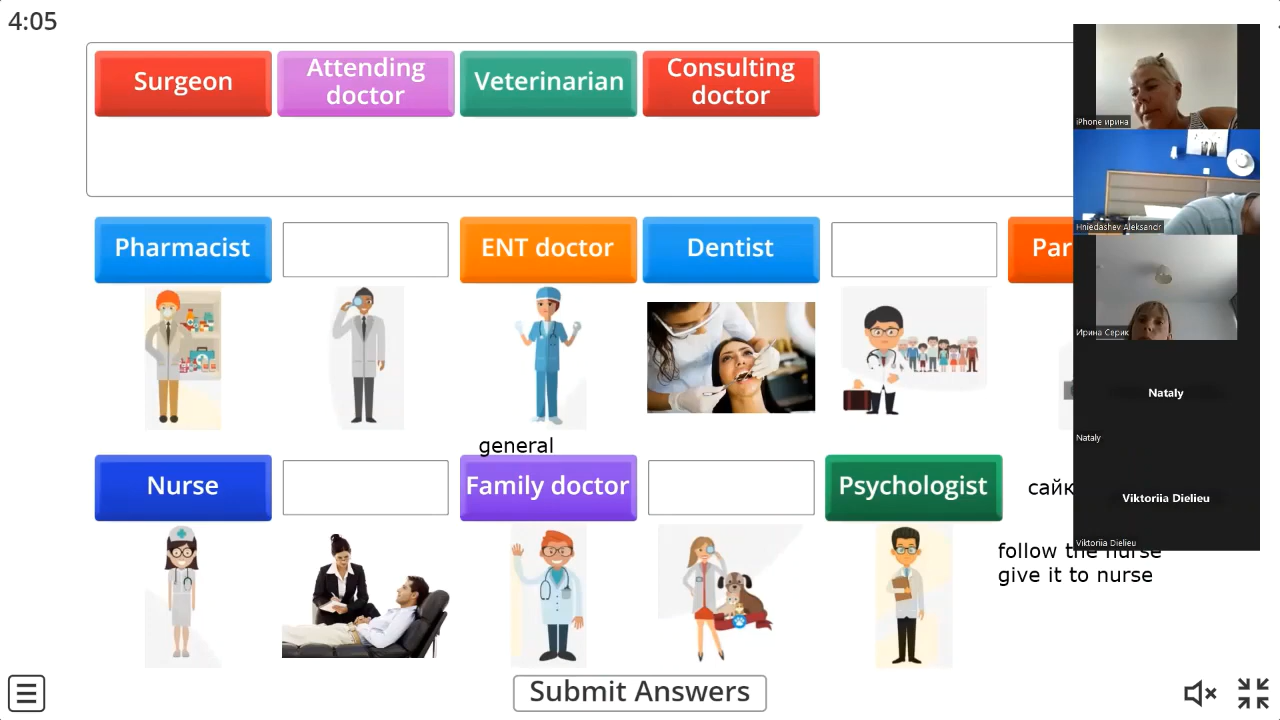 4:05
Surgeon
Attending
doctor
Veterinarian
Consulting
doctor
iPhone ирина
Hniedashev Aleksandr
Pharmacist
ENT doctor
Dentist
Par
Ирина Серик
Nataly
Nataly
general
Nurse
Family doctor
Psychologist
сайк
Viktoriia Dielieu
Viktoriia Dielieu
follow the nurse
give it to nurse
Submit Answers